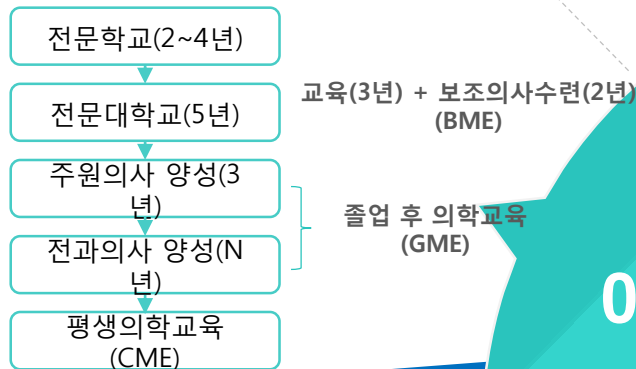 전문학교(2~4년)
전문대학교(5년)
교육(3년) + 보조의사수련(2년)
(BME)
주원의사 양성(3
년)
전과의사 양성(N
년)
졸업 후 의학교육
(GME)
평생의학교육
(CME)
0